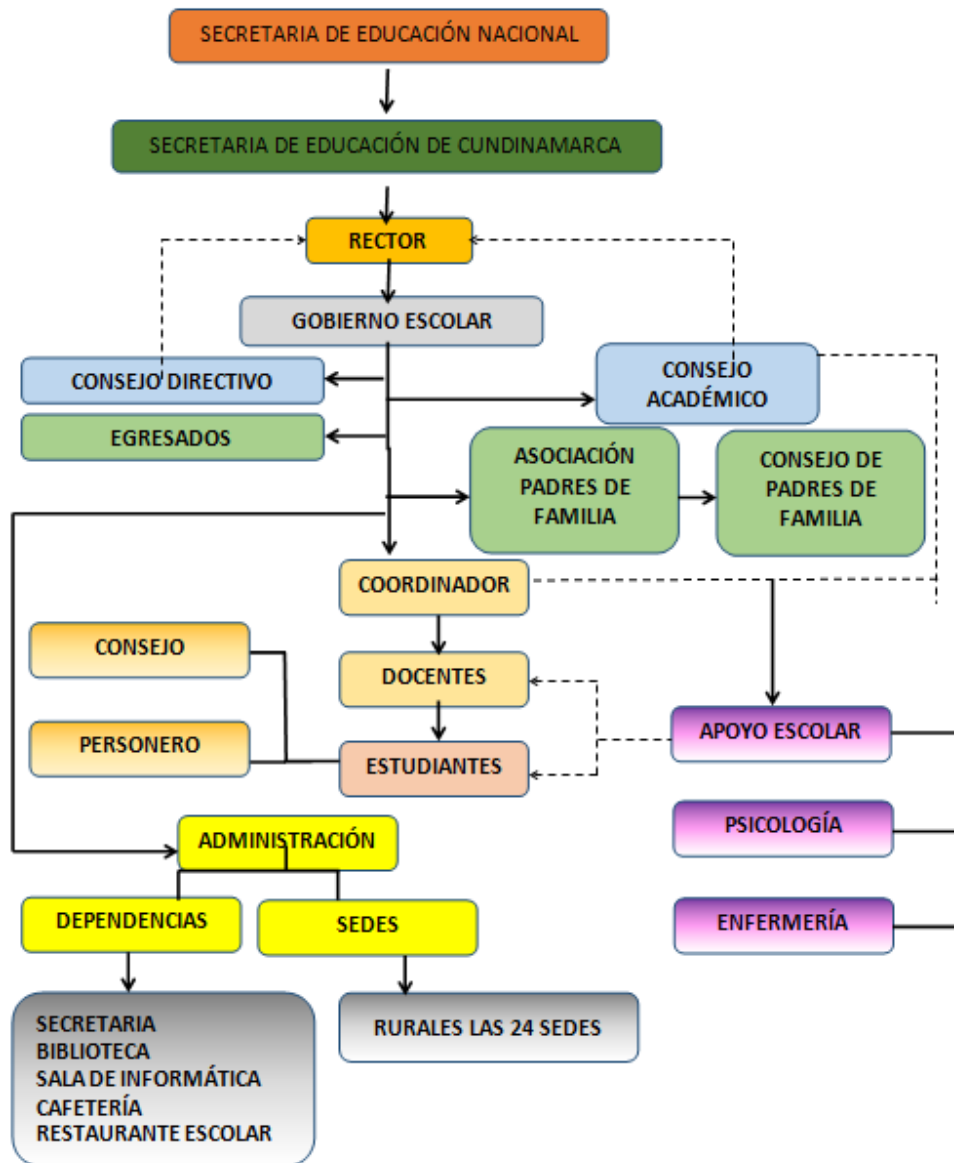 SECRETARIA DE EDUCACIÓN NACIONAL
SECRETARIA DE EDUCACIÓN DE CUNDINAMARCA
RECTOR
GOBIERNO ESCOLAR
CONSEJO DIRECTIVO
CONSEJO
ACADÉMICO
EGRESADOS
ASOCIACIÓN
PADRES DE
FAMILIA
CONSEJO DE
PADRES DE
FAMILIA
COORDINADOR
CONSEJO
DOCENTES
PERSONERO
ESTUDIANTES
APOYO ESCOLAR
PSICOLOGÍA
ENFERMERÍA
ADMINISTRACIÓN
DEPENDENCIAS
SEDES
SECRETARIA
BIBLIOTECA
SALA DE INFORMÁTICA
CAFETERÍA
RESTAURANTE ESCOLAR
RURALES LAS 24 SEDES